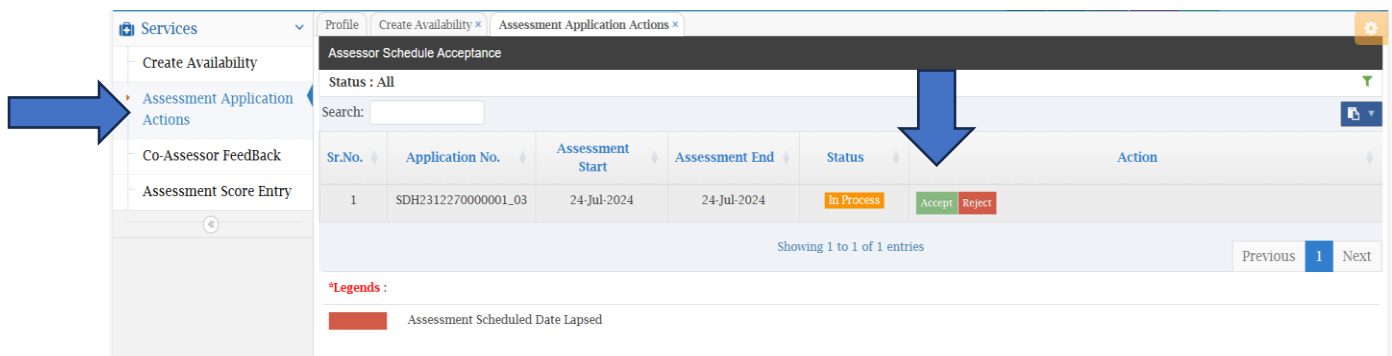 Services
Create Availability
Assessment Application
Actions
Co-Assessor FeedBack
Assessment Score Entry
Profile Create Availability × Assessment Application Actions ×
Assessor Schedule Acceptance
Status : All
Search:
Sr.No. Application No. Assessment Start Assessment End Status Action
1 SDH2312270000001_03 24-Jul-2024 24-Jul-2024 In Process Accept Reject
Showing 1 to 1 of 1 entries
Previous 1 Next
*Legends :
Assessment Scheduled Date Lapsed